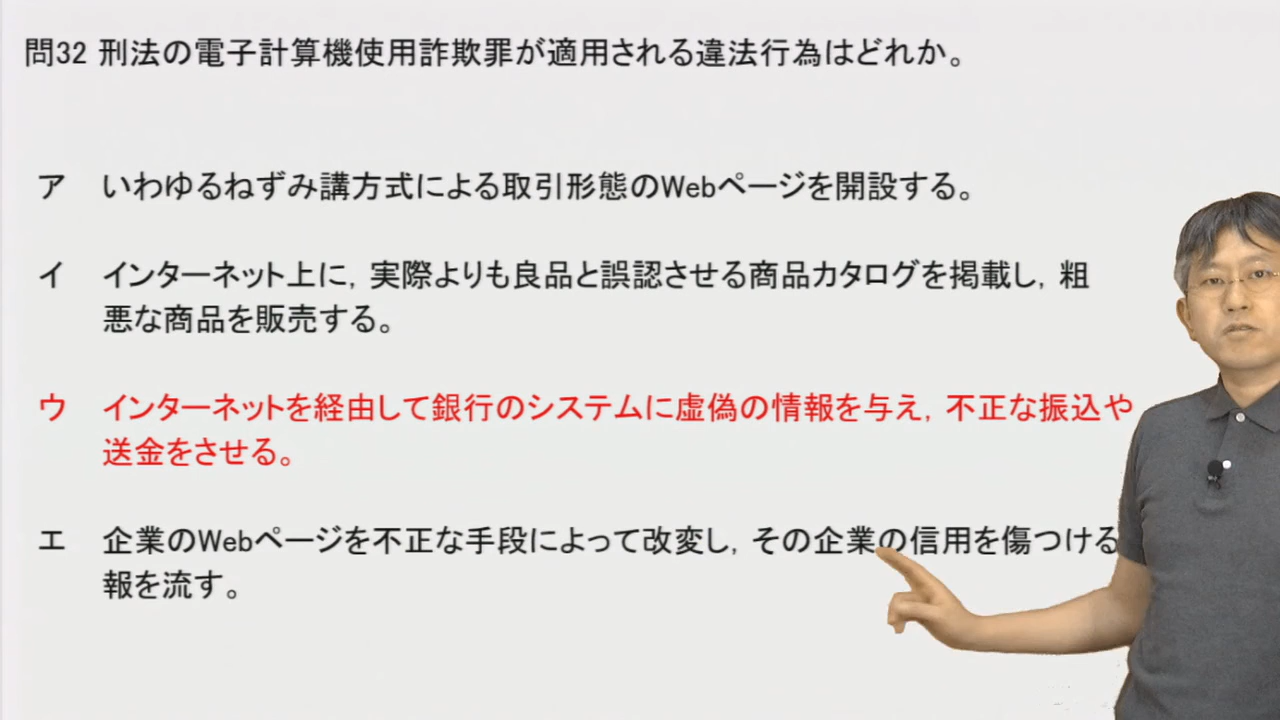 問32 刑法の電子計算機使用詐欺罪が適用される違法行為はどれか。
ア いわゆるねずみ講方式による取引形態のWebページを開設する。
イ インターネット上に，実際よりも良品と誤認させる商品カタログを掲載し，粗
悪な商品を販売する。
ウ インターネットを経由して銀行のシステムに虚偽の情報を与え，不正な振込や
送金をさせる。
エ 企業のWebページを不正な手段によって改変し，その企業の信用を傷つける
報を流す。